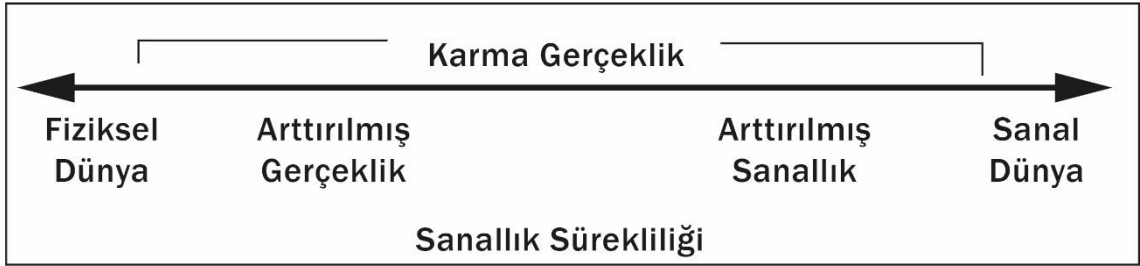 Karma Gerçeklik
Fiziksel Dünya
Arttırılmış Gerçeklik
Arttırılmış Sanallık
Sanal Dünya
Sanallık Sürekliliği